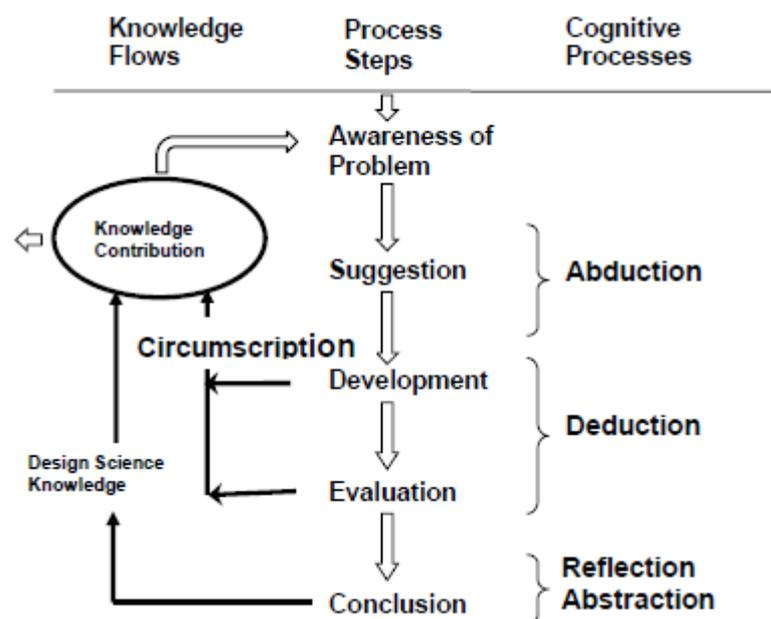 Knowledge
Flows
Process
Steps
Cognitive
Processes
Awareness of
Problem
Knowledge
Contribution
Suggestion
Abduction
Circumscription
Development
Deduction
Design Science
Knowledge
Evaluation
Reflection
Abstraction
Conclusion